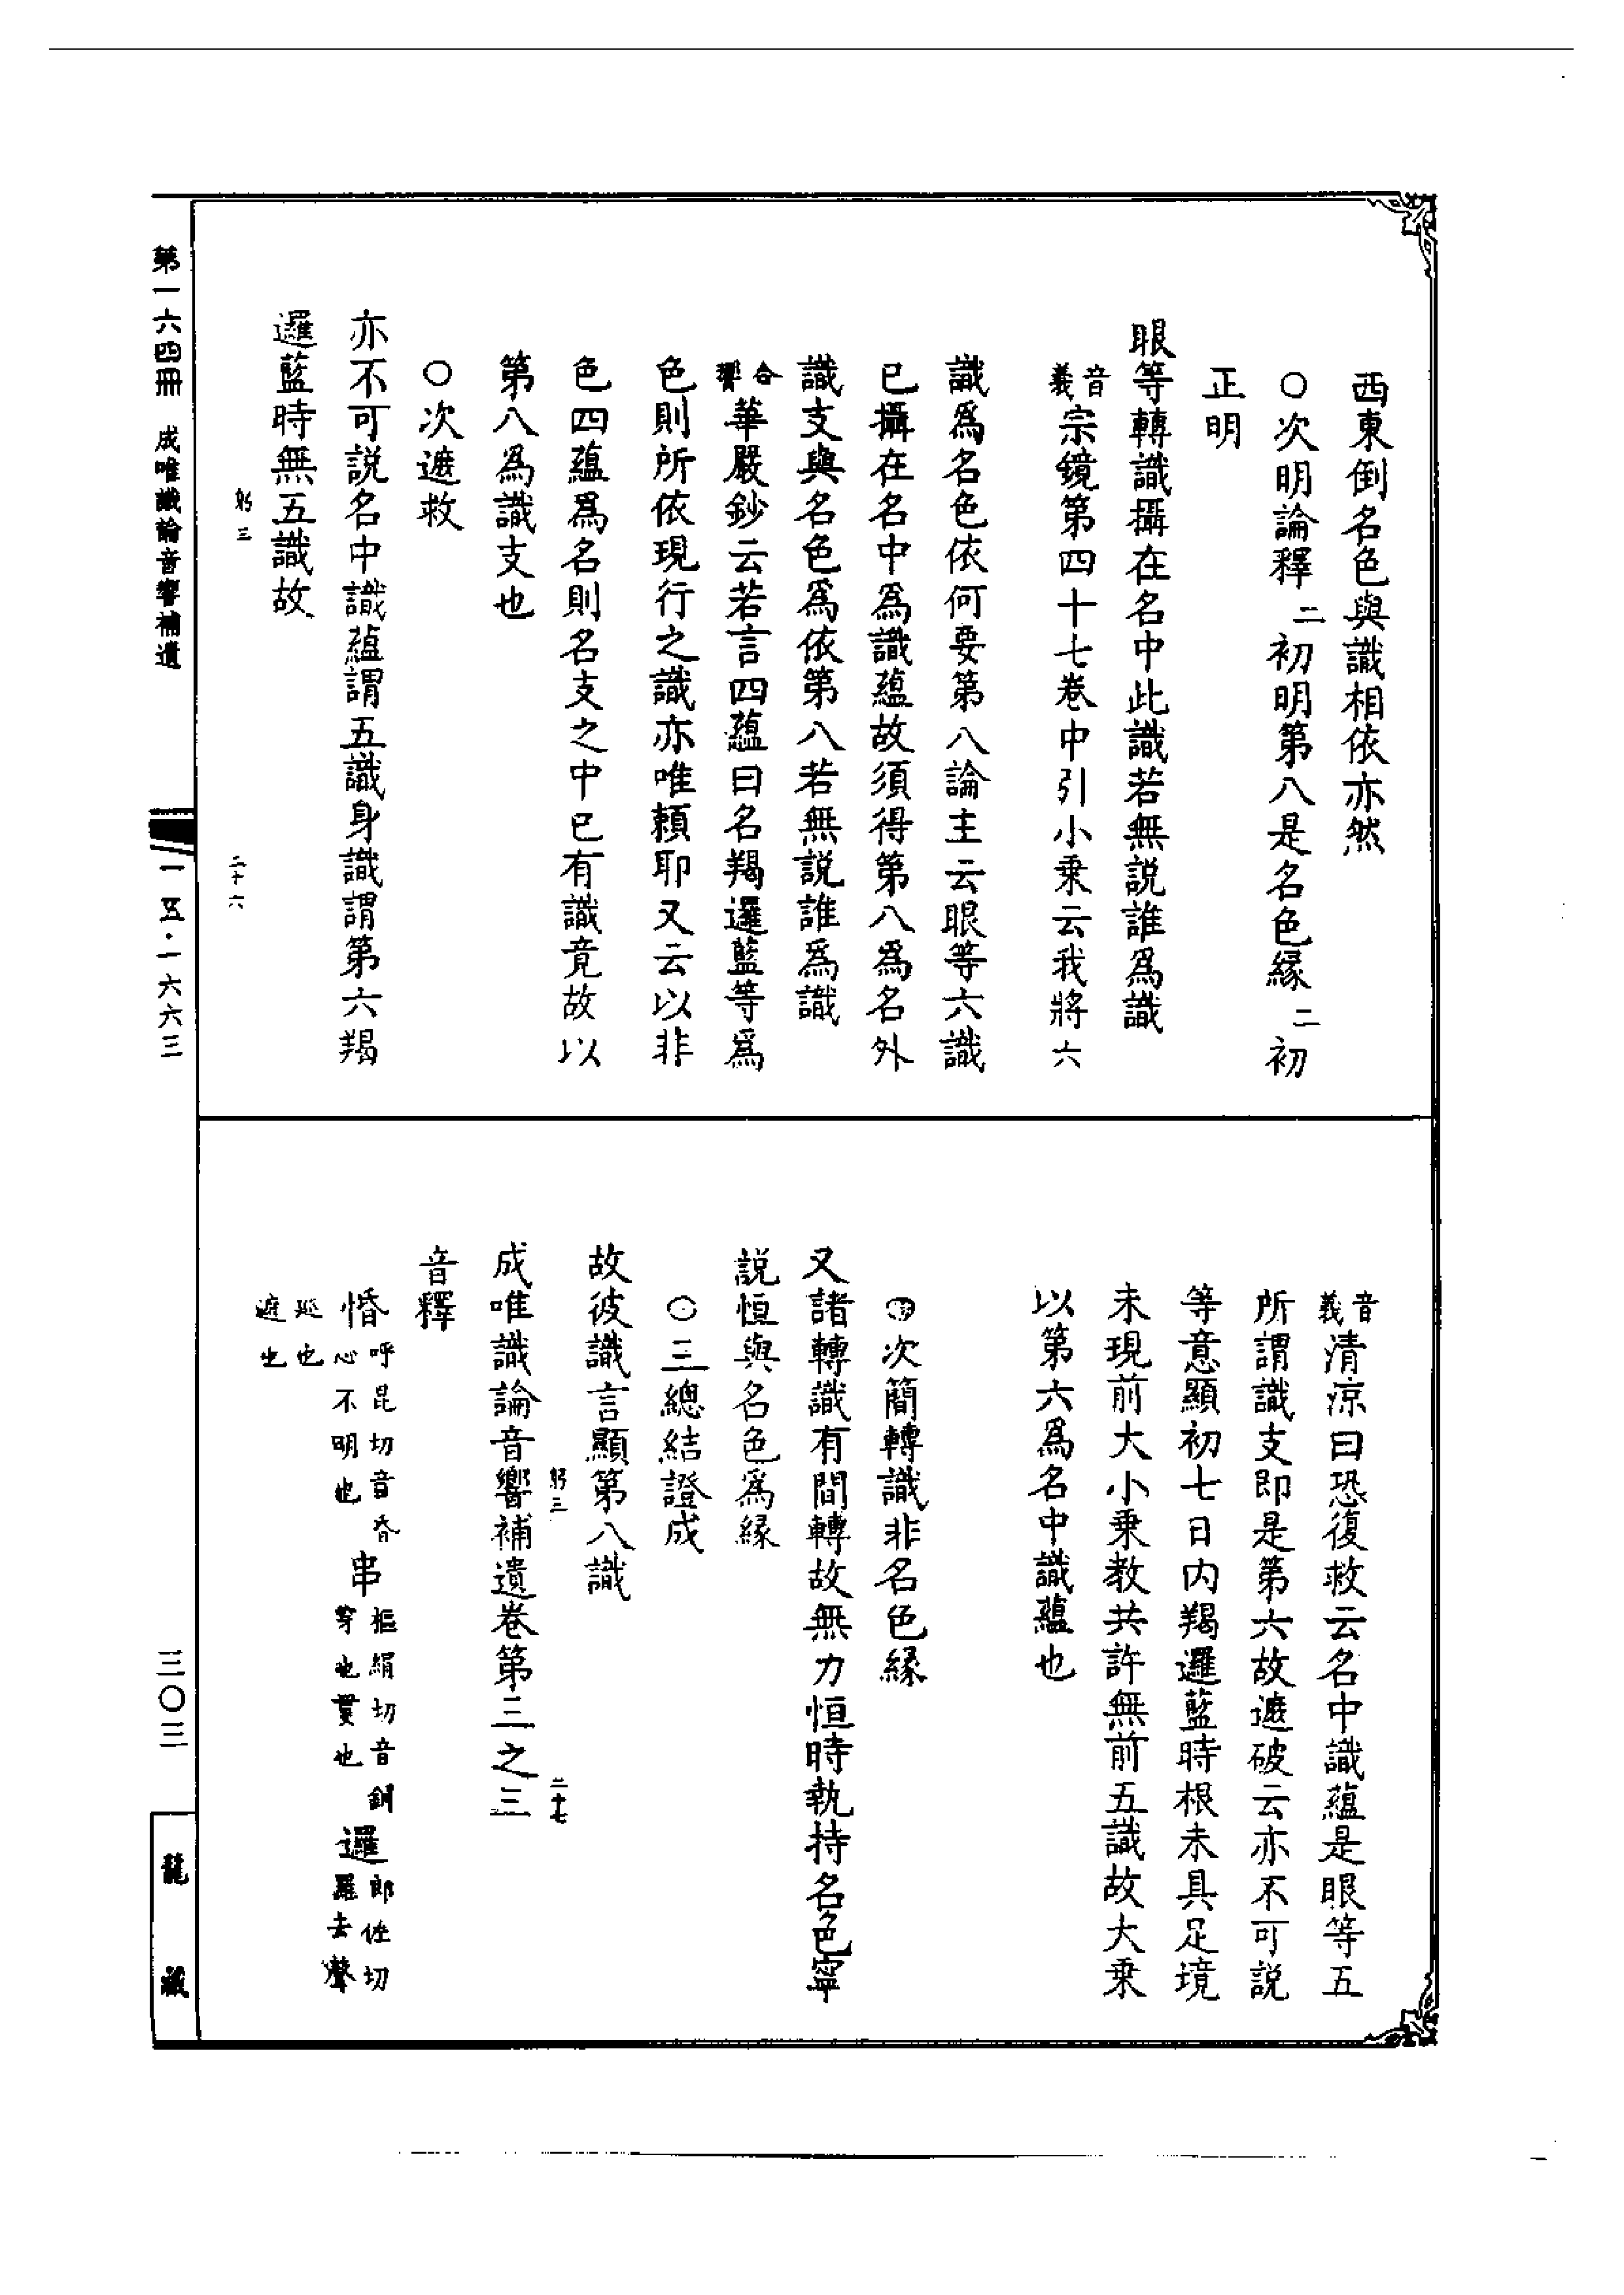 西東倒名色與識相依亦然
○次明論釋二初明第八是名色緣二初
正明
眼等轉識攝在名中此識若無說誰為識
音義宗鏡第四十七卷中引小乘云我將六
識為名色依何要第八論主云眼等六識
已攝在名中為識蘊故須得第八為名外
識支與名色為依第八若無說誰為識
合響華嚴鈔云若言四蘊曰名羯邏藍等為
色則所依現行之識亦唯賴耶又云以非
色四蘊為名則名支之中已有識竟故以
第八為識支也
○次遮救
亦不可說名中識蘊謂五識身識謂第六羯
邏藍時無五識故
躬三
二十六
音義清涼曰恐復救云名中識蘊是眼等五
所謂識支即是第六故遮破云亦不可說
等意顯初七日內羯邏藍時根未具足境
未現前大小乘教共許無前五識故大乘
以第六為名中識蘊也
次簡轉識非名色緣
又諸轉識有間轉故無力恒時執持名色寧
說恒與名色為緣
○三總結證成
故彼識言顯第八識
躬三
二十七
成唯識論音響補遺卷第三之三
音釋
惛呼昆切音昏心不明也 串樞絹切音釧穿也貫也 邏郎佐切羅去聲
巡也遮也
第一六四冊 成唯識論音響補遺
一五·一六六三
三〇三
龍藏